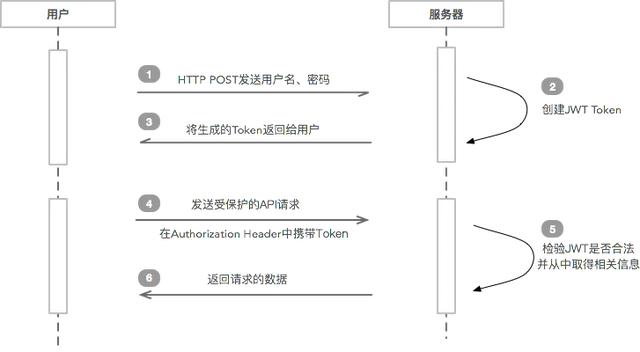 用户
服务器
1
HTTP POST发送用户名、密码
2
创建JWT Token
3
将生成的Token返回给用户
4
发送受保护的API请求
在Authorization Header中携带Token
5
检验JWT是否合法
并从中取得相关信息
6
返回请求的数据